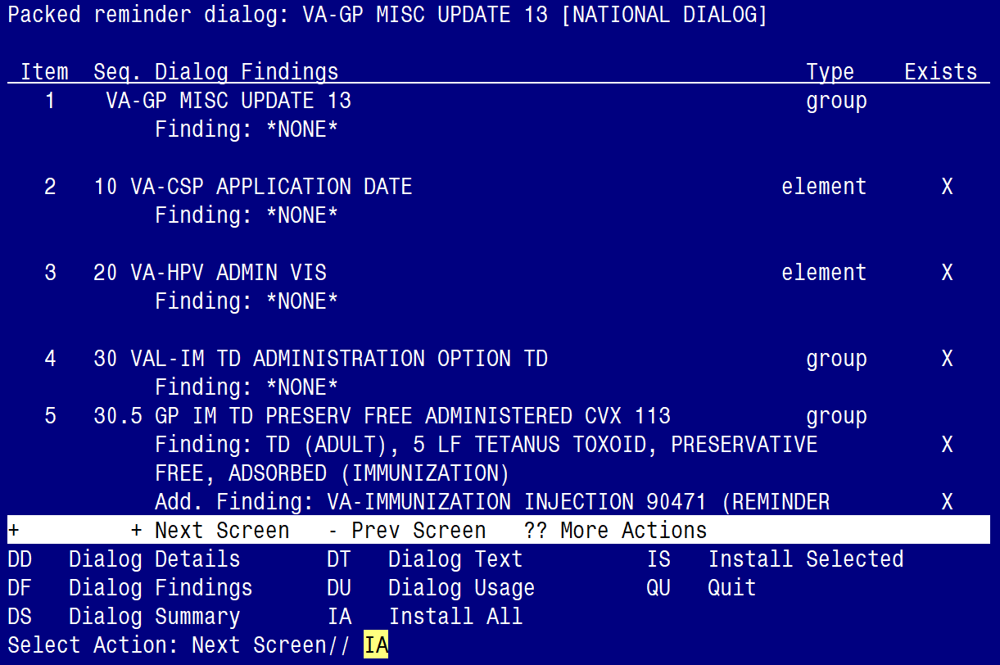 Packed reminder dialog: VA-GP MISC UPDATE 13 [NATIONAL DIALOG]
Item  Seq. Dialog Findings  Type  Exists
1  VA-GP MISC UPDATE 13  group
Finding: *NONE*
2  10 VA-CSP APPLICATION DATE  element  X
Finding: *NONE*
3  20 VA-HPV ADMIN VIS  element  X
Finding: *NONE*
4  30 VAL-IM TD ADMINISTRATION OPTION TD  group  X
Finding: *NONE*
5  30.5 GP IM TD PRESERV FREE ADMINISTERED CVX 113  group
Finding: TD (ADULT), 5 LF TETANUS TOXOID, PRESERVATIVE  X
FREE, ADSORBED (IMMUNIZATION)
Add. Finding: VA-IMMUNIZATION INJECTION 90471 (REMINDER  X
+  + Next Screen  - Prev Screen  ?? More Actions
DD  Dialog Details  DT  Dialog Text  IS  Install Selected
DF  Dialog Findings  DU  Dialog Usage  QU  Quit
DS  Dialog Summary  IA  Install All
Select Action: Next Screen// IA